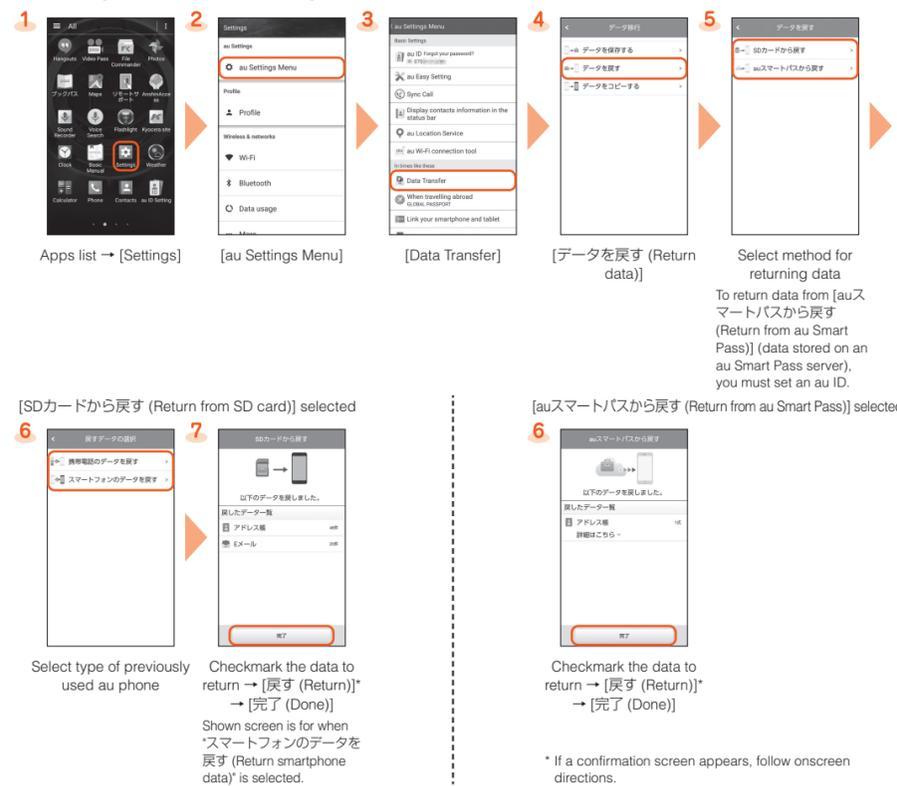 1
All
Hangouts
Video Pass
File Commander
Photos
ブックパス
Maps
リモートサポート
AnshinAccess
Sound Recorder
Voice Search
Flashlight
Kyocera site
Clock
Basic Manual
Settings
Weather
Calculator
Phone
Contacts
au ID Setting
Apps list → [Settings]
2
Settings
au Settings
au Settings Menu
Profile
Profile
Wireless & networks
Wi-Fi
Bluetooth
Data usage
More
[au Settings Menu]
3
au Settings Menu
Basic Settings
au ID Forgot your password?
au Easy Setting
Sync Call
Display contacts information in the
status bar
au Location Service
au Wi-Fi connection tool
In times like these
Data Transfer
When travelling abroad
GLOBAL PASSPORT
Link your smartphone and tablet
[Data Transfer]
4
データ移行
データを保存する
データを戻す
データをコピーする
[データを戻す (Return
data)]
5
データを戻す
SDカードから戻す
auスマートパスから戻す
Select method for
returning data
To return data from [auス
マートパスから戻す
(Return from au Smart
Pass)] (data stored on an
au Smart Pass server),
you must set an au ID.
[SDカードから戻す (Return from SD card)] selected
6
戻すデータの選択
携帯電話のデータを戻す
スマートフォンのデータを戻す
Select type of previously
used au phone
7
SDカードから戻す
以下のデータを戻しました。
戻したデータ一覧
アドレス帳
Eメール
完了
Checkmark the data to
return → [戻す (Return)]*
→ [完了 (Done)]
Shown screen is for when
"スマートフォンのデータを
戻す (Return smartphone
data)" is selected.
[auスマートパスから戻す (Return from au Smart Pass)] selected
6
auスマートパスから戻す
以下のデータを戻しました。
戻したデータ一覧
アドレス帳
詳細はこちら
完了
Checkmark the data to
return → [戻す (Return)]*
→ [完了 (Done)]
* If a confirmation screen appears, follow onscreen
directions.